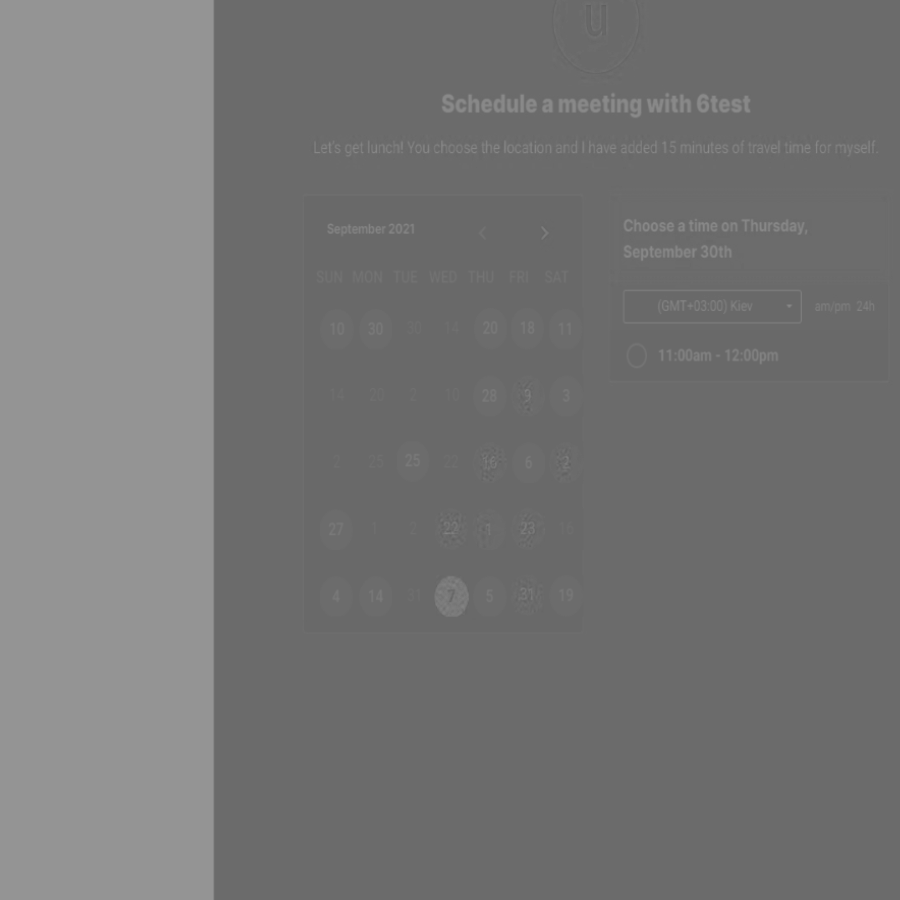 y
Schedule a meeting with 6test
Let's get lunch! You choose the location and I have added 15 minutes of travel time for myself.
September 2021
SUN MON TUE WED THU FRI SAT
10 30 30 14 20 18 11
14 20 2 18 28 9 3
2 25 25 22 16 6 2
27 1 2 22 1 23 16
4 14 31 7 5 31 19
Choose a time on Thursday,
September 30th
(GMT+03:00) Kiev
am/pm 24h
11:00am - 12:00pm